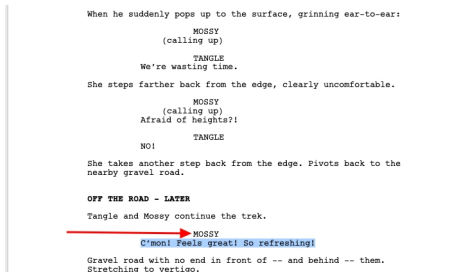 When he suddenly pops up to the surface, grinning ear-to-ear:
MOSSY
(calling up)
TANGLE
We're wasting time.
She steps farther back from the edge, clearly uncomfortable.
MOSSY
(calling up)
Afraid of heights?!
TANGLE
NO!
She takes another step back from the edge. Pivots back to the
nearby gravel road.
OFF THE ROAD - LATER
Tangle and Mossy continue the trek.
MOSSY
C'mon! Feels great! So refreshing!
Gravel road with no end in front of -- and behind -- them.
Stretching to vertigo.